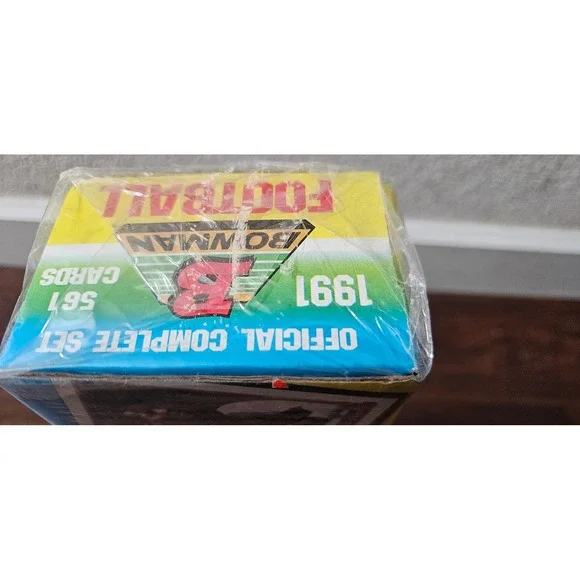 OFFICIAL COMPLETE SET
1991
B
561
CARDS
BOWMAN
FOOTBALL